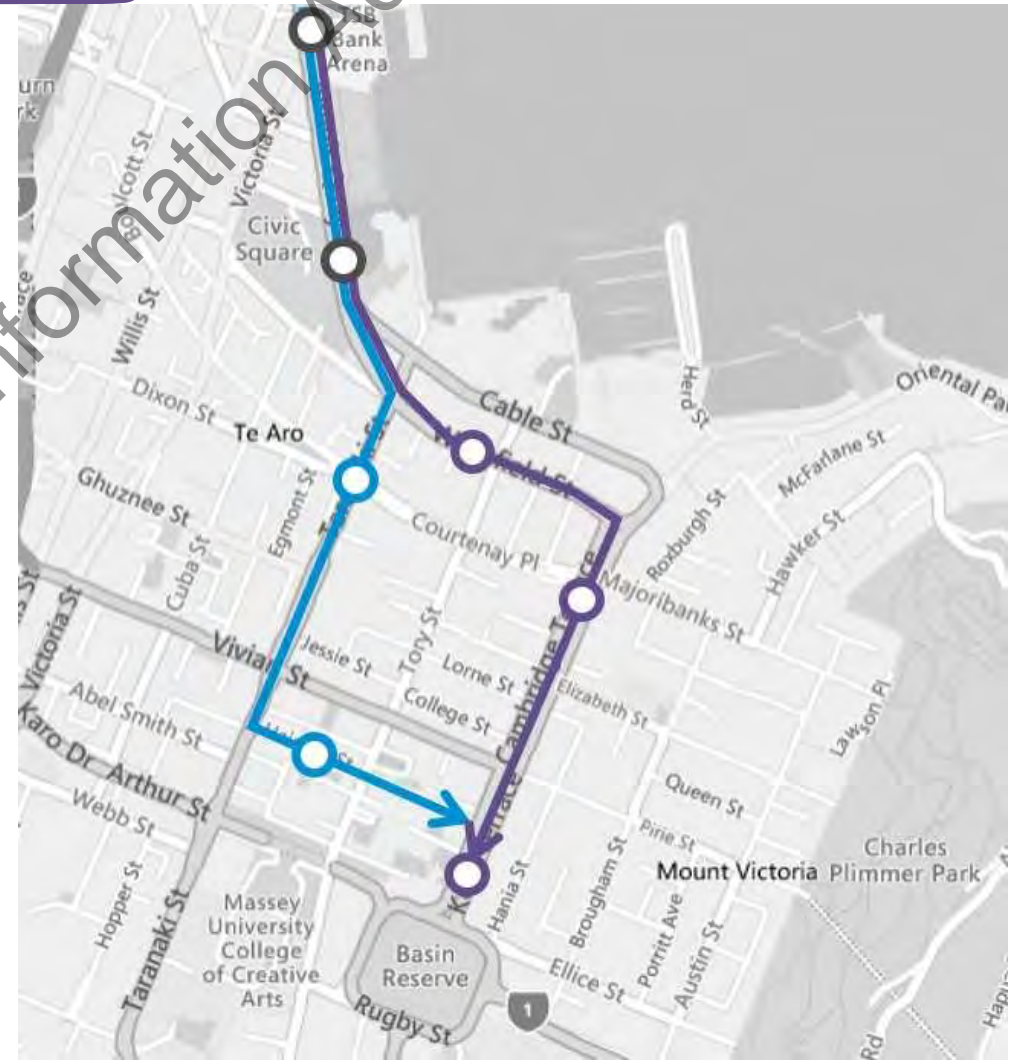 TSB
Bank
Arena
Boulcott St
Victoria St
Civic
Square
Willis St
Herd St
Oriental Pa
Dixon St
Te Aro
Cable St
McFarlane St
Ghuznee St
Egmont St
Courtenay Pl
Roxburgh St
Hawker St
Cuba St
Majoribanks St
Victoria St
Vivian St
Jessie St
Tory St
Lorne St
Cambridge
Elizabeth St
College St
Abel Smith St
Lawson Pl
Karo Dr
Arthur St
Queen St
Webb St
Pirie St
Charles
Plimmer Park
Mount Victoria
Hopper St
Taranaki St
Massey
University
College
of Creative
Arts
Hania St
Brougham St
Porritt Ave
Austin St
Basin
Reserve
Ellice St
1
Rugby St
Rd
nformation